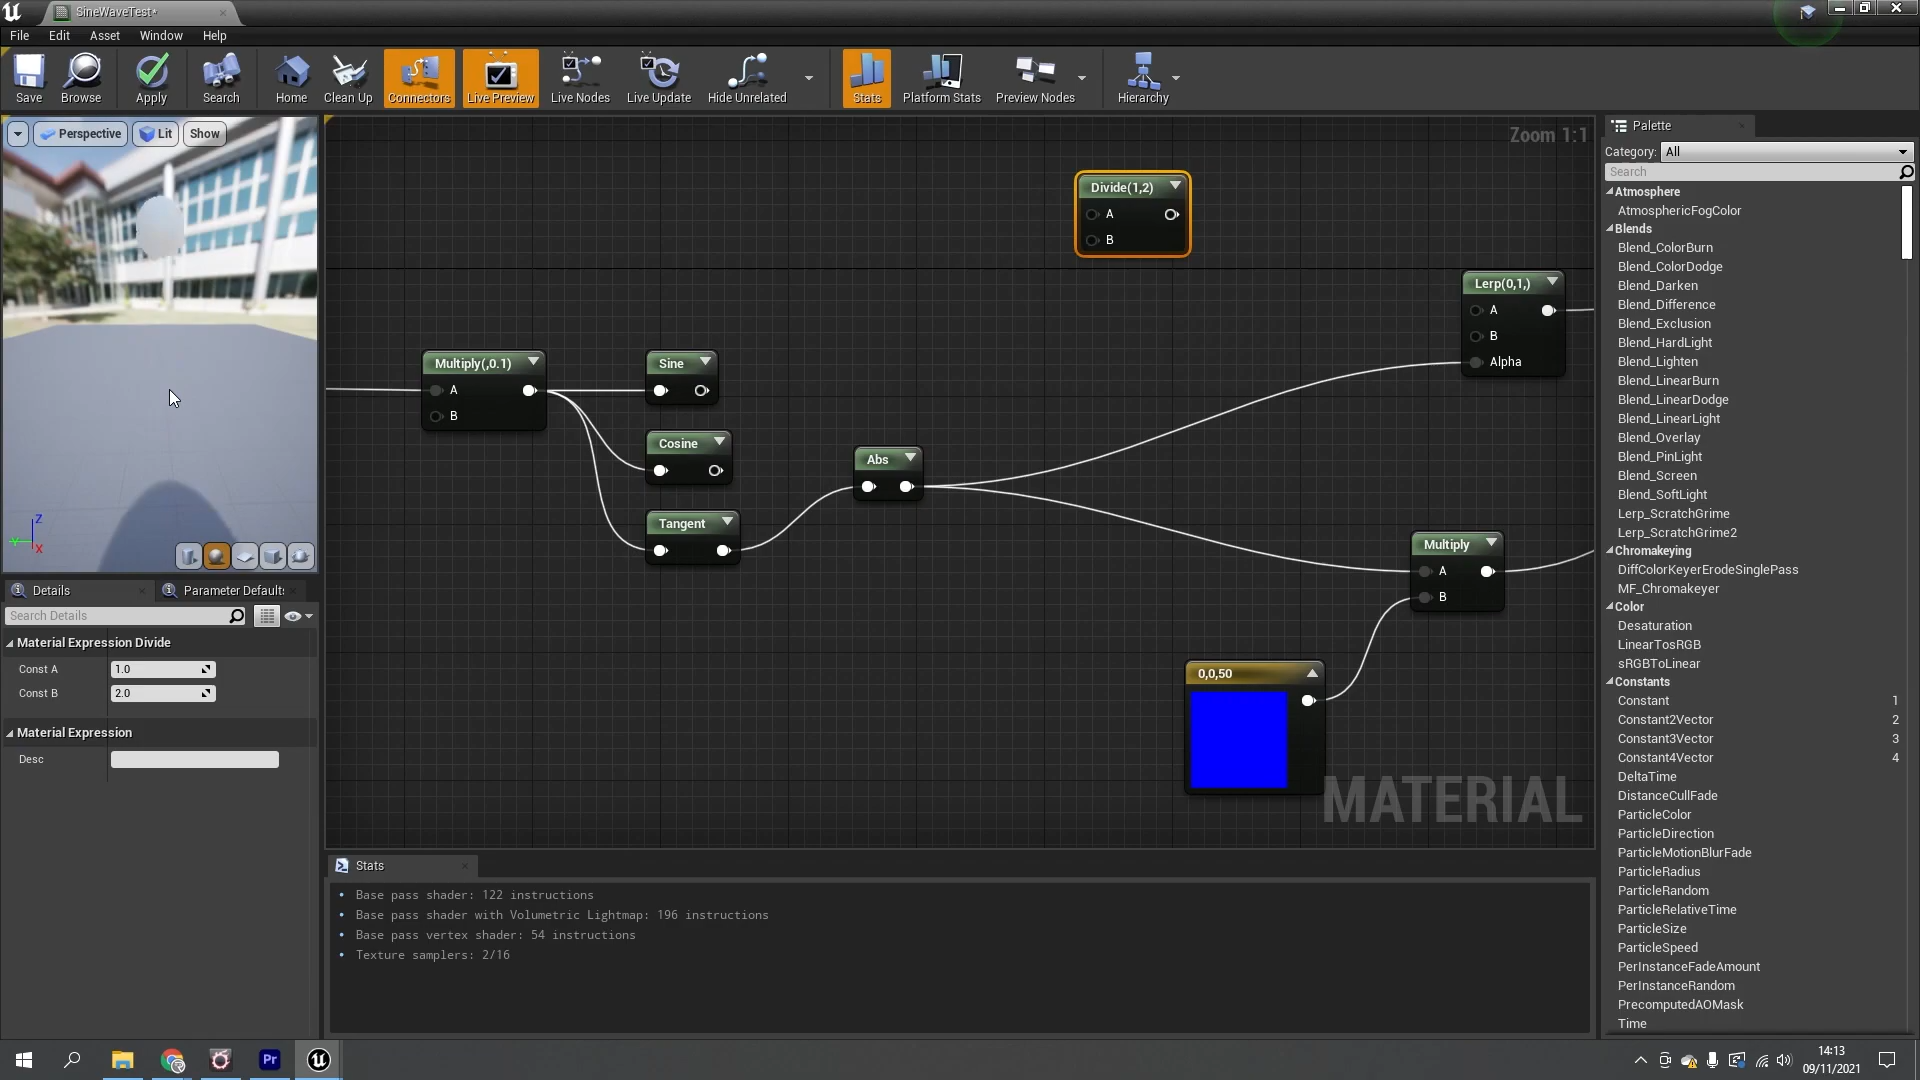 SineWaveTest*
File Edit Asset Window Help
Save Browse Apply Search Home Clean Up Connectors Live Preview Live Nodes Live Update Hide Unrelated Stats Platform Stats Preview Nodes Hierarchy
Perspective Lit Show
Zoom 1:1
Palette
Category: All
Search
Atmosphere
AtmosphericFogColor
Blends
Blend_ColorBurn
Blend_ColorDodge
Blend_Darken
Blend_Difference
Blend_Exclusion
Blend_HardLight
Blend_Lighten
Blend_LinearBurn
Blend_LinearDodge
Blend_LinearLight
Blend_Overlay
Blend_PinLight
Blend_Screen
Blend_SoftLight
Lerp_ScratchGrime
Lerp_ScratchGrime2
Chromakeying
DiffColorKeyerErodeSinglePass
MF_Chromakeyer
Color
Desaturation
LinearTosRGB
sRGBToLinear
Constants
Constant 1
Constant2Vector 2
Constant3Vector 3
Constant4Vector 4
DeltaTime
DistanceCullFade
ParticleColor
ParticleDirection
ParticleMotionBlurFade
ParticleRadius
ParticleRandom
ParticleRelativeTime
ParticleSize
ParticleSpeed
PerInstanceFadeAmount
PerInstanceRandom
PrecomputedAOMask
Time
Divide(1,2)
A
B
Lerp(0,1,)
A
B
Alpha
Multiply(,0.1)
A
B
Sine
Cosine
Tangent
Abs
Multiply
A
B
0,0,50
MATERIAL
Z
Y
X
Details Parameter Default:
Search Details
Material Expression Divide
Const A 1.0
Const B 2.0
Material Expression
Desc
Stats
• Base pass shader: 122 instructions
• Base pass shader with Volumetric Lightmap: 196 instructions
• Base pass vertex shader: 54 instructions
• Texture samplers: 2/16
Pr
14:13
09/11/2021